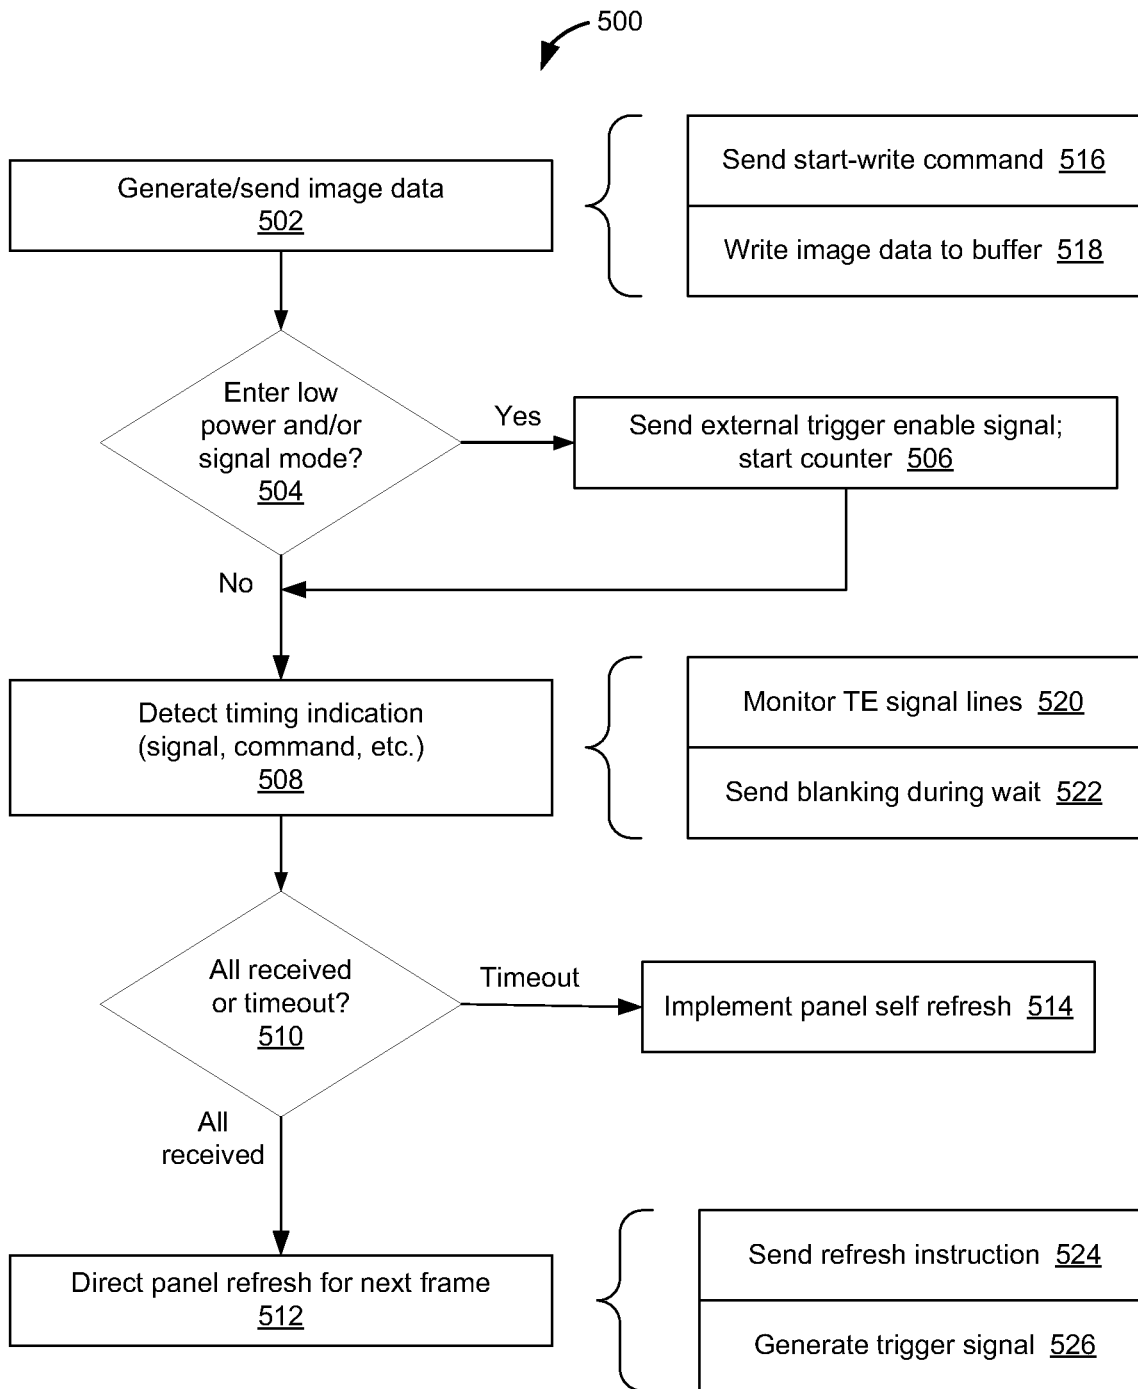 500
Send start-write command 516
Generate/send image data
502
Write image data to buffer 518
Enter low
power and/or
signal mode?
504
Yes
Send external trigger enable signal;
start counter 506
No
Monitor TE signal lines 520
Detect timing indication
(signal, command, etc.)
508
Send blanking during wait 522
All received
or timeout?
510
Timeout
Implement panel self refresh 514
All
received
Send refresh instruction 524
Direct panel refresh for next frame
512
Generate trigger signal 526